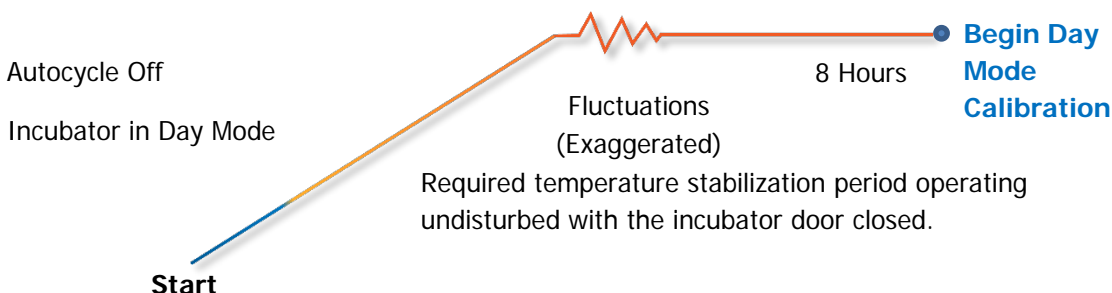 Begin Day
Mode
Calibration
Autocycle Off
8 Hours
Incubator in Day Mode
Fluctuations
(Exaggerated)
Required temperature stabilization period operating
undisturbed with the incubator door closed.
Start